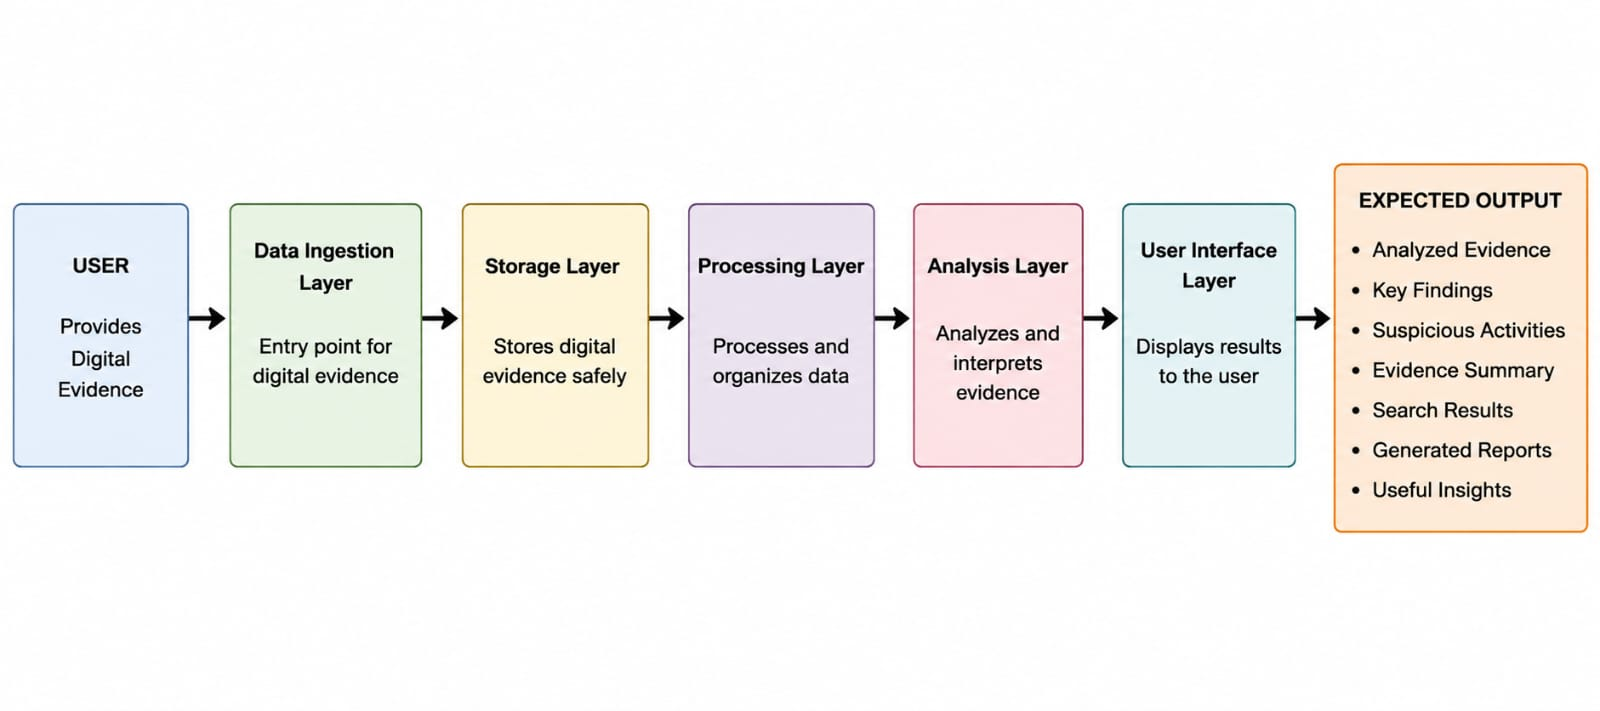 USER
Provides
Digital
Evidence
Data Ingestion
Layer
Entry point for
digital evidence
Storage Layer
Stores digital
evidence safely
Processing Layer
Processes and
organizes data
Analysis Layer
Analyzes and
interprets
evidence
User Interface
Layer
Displays results
to the user
EXPECTED OUTPUT
• Analyzed Evidence
• Key Findings
• Suspicious Activities
• Evidence Summary
• Search Results
• Generated Reports
• Useful Insights